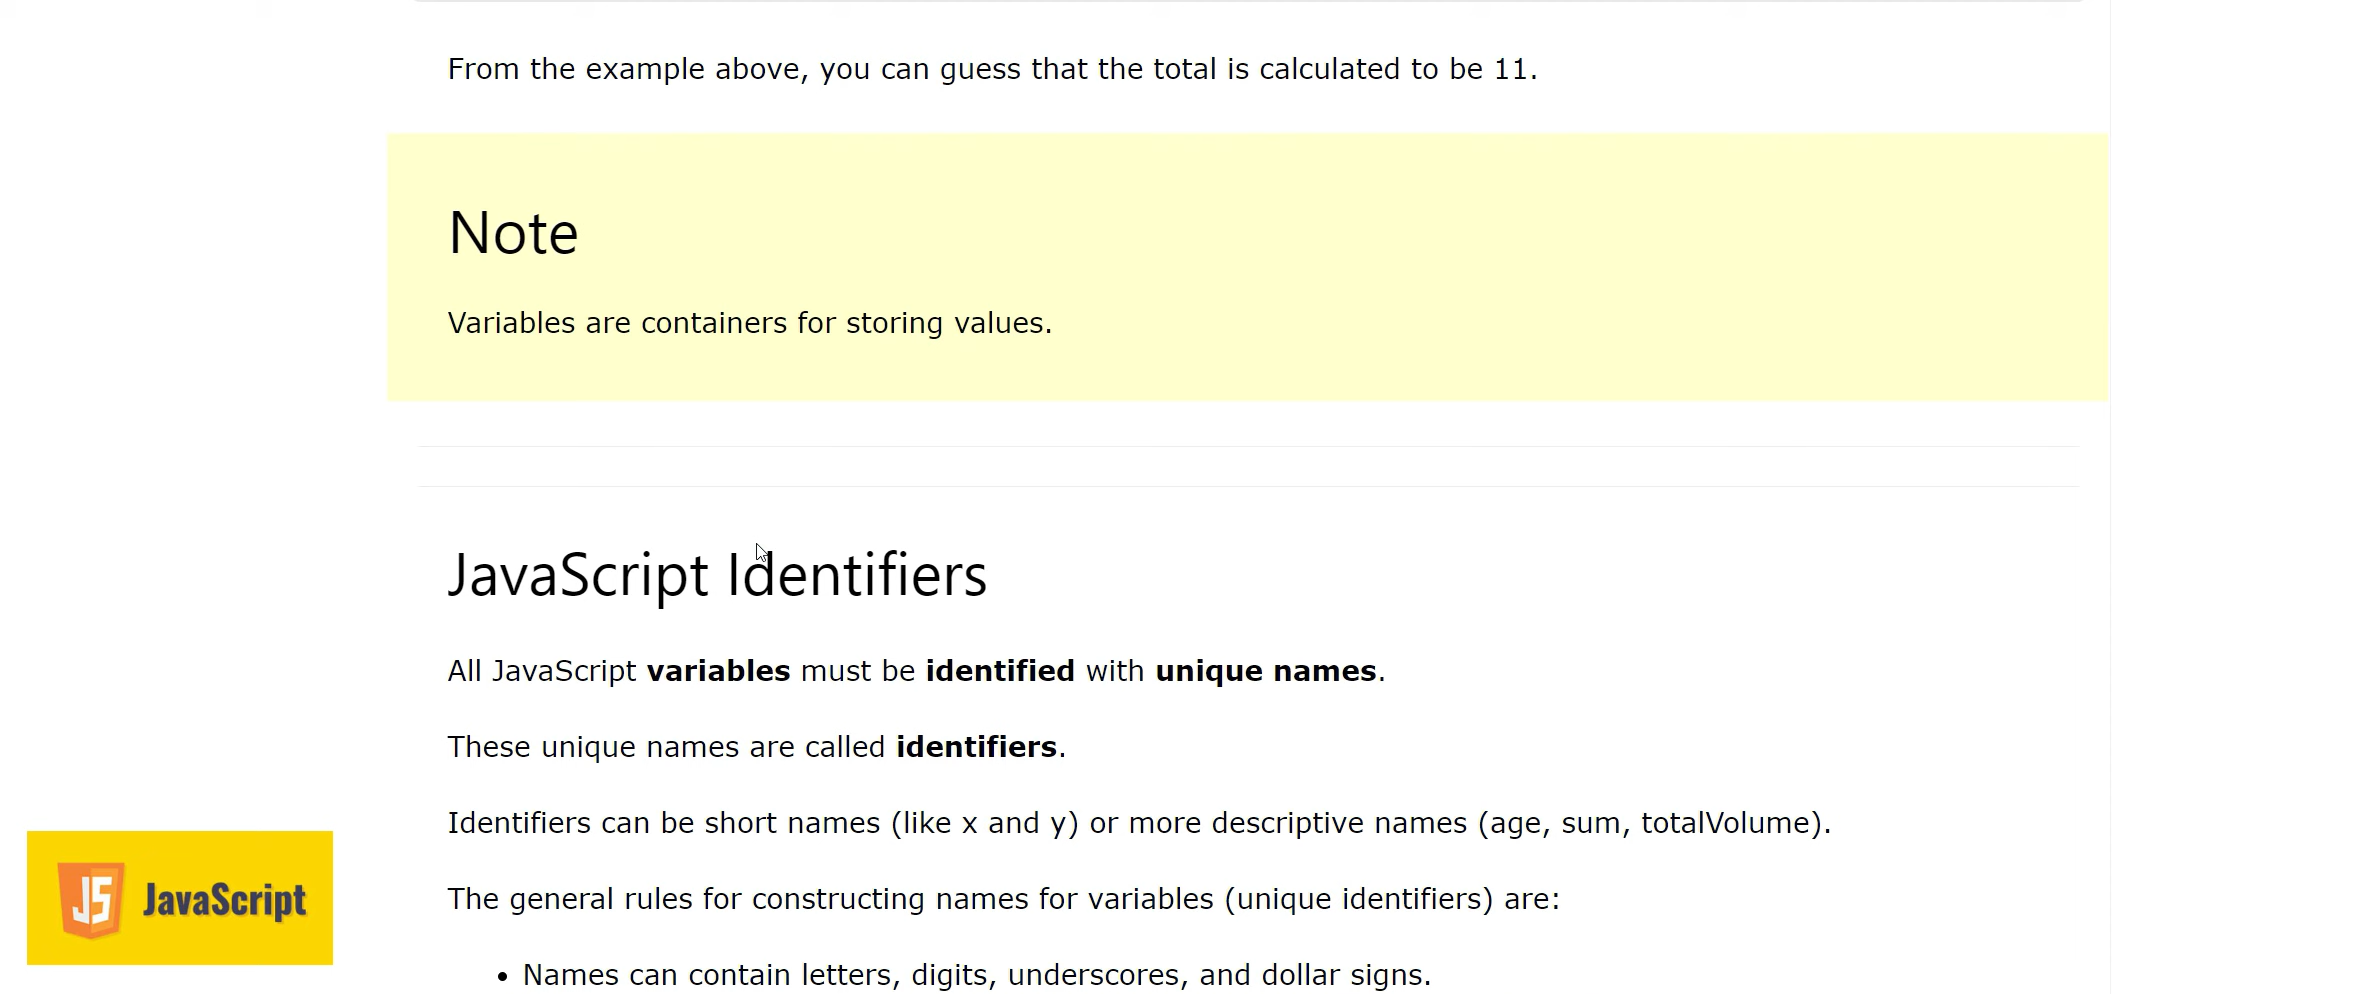 From the example above, you can guess that the total is calculated to be 11.
Note
Variables are containers for storing values.
JavaScript Identifiers
All JavaScript variables must be identified with unique names.
These unique names are called identifiers.
Identifiers can be short names (like x and y) or more descriptive names (age, sum, totalVolume).
The general rules for constructing names for variables (unique identifiers) are:
• Names can contain letters, digits, underscores, and dollar signs.
JS JavaScript